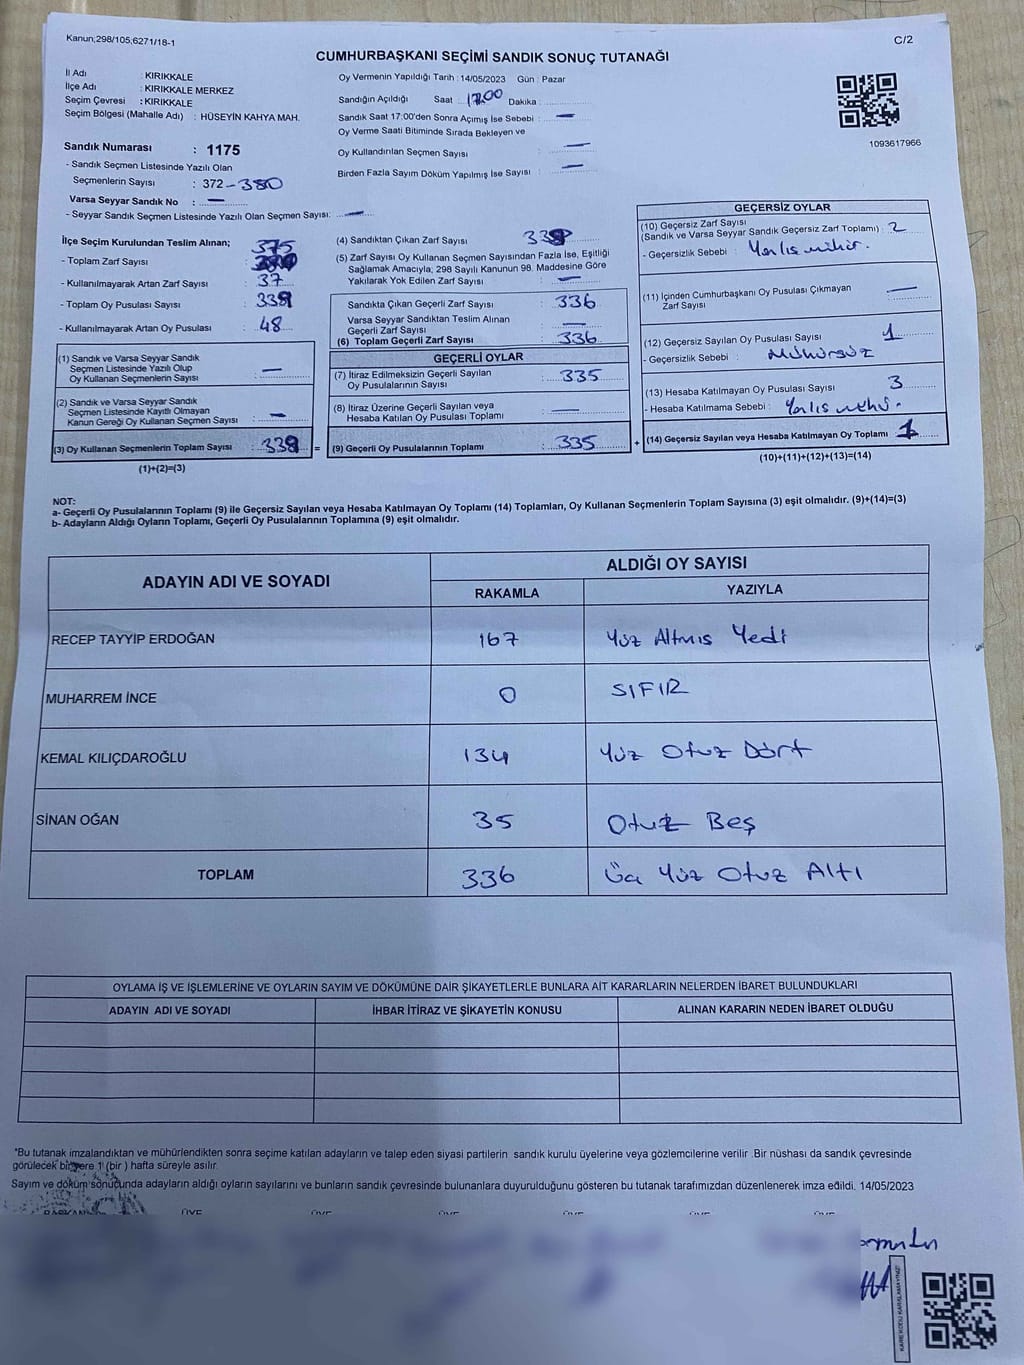 Kanun;298/105;6271/18-1
C/2
CUMHURBAŞKANI SEÇİMİ SANDIK SONUÇ TUTANAĞI
İl Adı : KIRIKKALE
İlçe Adı : KIRIKKALE MERKEZ
Seçim Çevresi : KIRIKKALE
Seçim Bölgesi (Mahalle Adı) : HÜSEYİN KAHYA MAH.
Sandık Numarası : 1175
- Sandık Seçmen Listesinde Yazılı Olan
Seçmenlerin Sayısı : 372 - 380
Varsa Seyyar Sandık No : —
- Seyyar Sandık Seçmen Listesinde Yazılı Olan Seçmen Sayısı: —
Oy Vermenin Yapıldığı Tarih : 14/05/2023 Gün : Pazar
Sandığın Açıldığı Saat : 17.00 Dakika :
Sandık Saat 17:00'den Sonra Açımış İse Sebebi : —
Oy Verme Saati Bitiminde Sırada Bekleyen ve
Oy Kullandırılan Seçmen Sayısı : —
Birden Fazla Sayım Döküm Yapılmış İse Sayısı : —
1093617966
İlçe Seçim Kurulundan Teslim Alınan;
375
- Toplam Zarf Sayısı :
- Kullanılmayarak Artan Zarf Sayısı : 37
- Toplam Oy Pusulası Sayısı : 339
- Kullanılmayarak Artan Oy Pusulası : 48
(1) Sandık ve Varsa Seyyar Sandık
Seçmen Listesinde Yazılı Olup
Oy Kullanan Seçmenlerin Sayısı : —
(2) Sandık ve Varsa Seyyar Sandık
Seçmen Listesinde Kayıtlı Olmayan
Kanun Gereği Oy Kullanan Seçmen Sayısı : —
(3) Oy Kullanan Seçmenlerin Toplam Sayısı : 339 =
(1)+(2)=(3)
(4) Sandıktan Çıkan Zarf Sayısı
(5) Zarf Sayısı Oy Kullanan Seçmen Sayısından Fazla İse, Eşitliği
Sağlamak Amacıyla; 298 Sayılı Kanunun 98. Maddesine Göre
Yakılarak Yok Edilen Zarf Sayısı : —
Sandıkta Çıkan Geçerli Zarf Sayısı : 336
Varsa Seyyar Sandıktan Teslim Alınan
Geçerli Zarf Sayısı : —
(6) Toplam Geçerli Zarf Sayısı : 336
GEÇERLİ OYLAR
(7) İtiraz Edilmeksizin Geçerli Sayılan
Oy Pusulalarının Sayısı : 335
(8) İtiraz Üzerine Geçerli Sayılan veya
Hesaba Katılan Oy Pusulası Toplamı : —
(9) Geçerli Oy Pusulalarının Toplamı : 335 +
GEÇERSİZ OYLAR
(10) Geçersiz Zarf Sayısı
(Sandık ve Varsa Seyyar Sandık Geçersiz Zarf Toplamı) : 2
- Geçersizlik Sebebi : Yanlış mühür.
(11) İçinden Cumhurbaşkanı Oy Pusulası Çıkmayan
Zarf Sayısı : —
(12) Geçersiz Sayılan Oy Pusulası Sayısı : 1
- Geçersizlik Sebebi : Mühürsüz
(13) Hesaba Katılmayan Oy Pusulası Sayısı : 3
- Hesaba Katılmama Sebebi : Yanlış mühür.
(14) Geçersiz Sayılan veya Hesaba Katılmayan Oy Toplamı : 1
(10)+(11)+(12)+(13)=(14)
NOT:
a- Geçerli Oy Pusulalarının Toplamı (9) ile Geçersiz Sayılan veya Hesaba Katılmayan Oy Toplamı (14) Toplamları, Oy Kullanan Seçmenlerin Toplam Sayısına (3) eşit olmalıdır. (9)+(14)=(3)
b- Adayların Aldığı Oyların Toplamı, Geçerli Oy Pusulalarının Toplamına (9) eşit olmalıdır.
ADAYIN ADI VE SOYADI
ALDIĞI OY SAYISI
RAKAMLA YAZIYLA
RECEP TAYYİP ERDOĞAN 167 Yüz Altmış Yedi
MUHARREM İNCE 0 SIFIR
KEMAL KILIÇDAROĞLU 134 Yüz Otuz Dört
SİNAN OĞAN 35 Otuz Beş
TOPLAM 336 Üç Yüz Otuz Altı
OYLAMA İŞ VE İŞLEMLERİNE VE OYLARIN SAYIM VE DÖKÜMÜNE DAİR ŞİKAYETLERLE BUNLARA AİT KARARLARIN NELERDEN İBARET BULUNDUKLARI
ADAYIN ADI VE SOYADI İHBAR İTİRAZ VE ŞİKAYETİN KONUSU ALINAN KARARIN NEDEN İBARET OLDUĞU
*Bu tutanak imzalandıktan ve mühürlendikten sonra seçime katılan adayların ve talep eden siyasi partilerin sandık kurulu üyelerine veya gözlemcilerine verilir .Bir nüshası da sandık çevresinde
görülecek bir yere 1 (bir ) hafta süreyle asılır.
Sayım ve döküm sonucunda adayların aldığı oyların sayılarını ve bunların sandık çevresinde bulunanlara duyurulduğunu gösteren bu tutanak tarafımızdan düzenlenerek imza edildi. 14/05/2023
BAŞKAN ÜYE ÜYE ÜYE ÜYE ÜYE ÜYE
KAREKODU KARALAMAYINIZ!